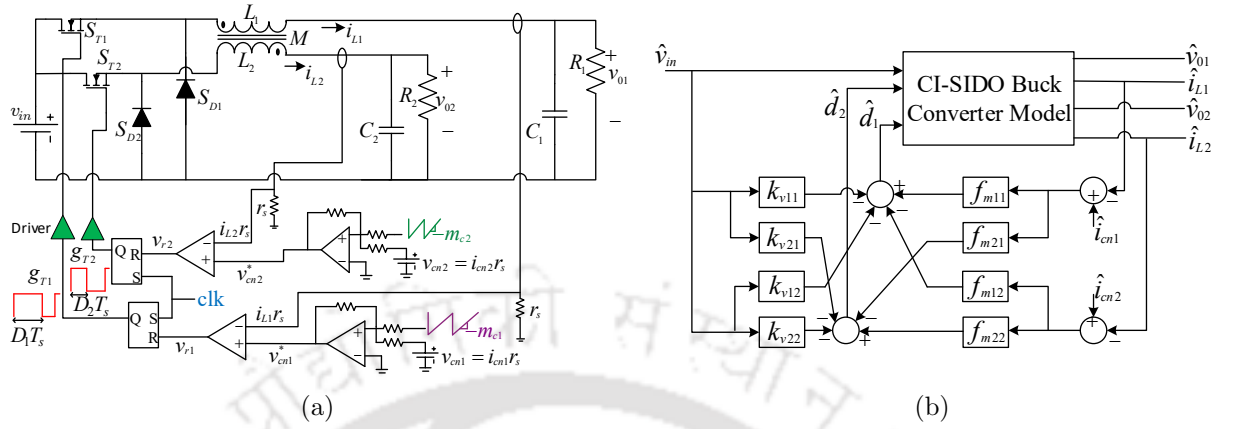 (a)
S_{T1}
S_{T2}
L_1
M
L_2
i_{L1}
i_{L2}
v_{in}
S_{D2}
S_{D1}
R_2
v_{02}
C_2
C_1
R_1
v_{01}
r_s
Driver
g_{T2}
g_{T1}
D_2T_s
D_1T_s
Q
R
S
clk
v_{r2}
i_{L2}r_s
v^*_{cn2}
-m_{c2}
v_{cn2} = i_{cn2}r_s
Q
S
R
v_{r1}
i_{L1}r_s
v^*_{cn1}
-m_{c1}
v_{cn1} = i_{cn1}r_s
r_s
\hat{v}_{in}
\hat{d}_2
\hat{d}_1
CI-SIDO Buck
Converter Model
\hat{v}_{01}
\hat{i}_{L1}
\hat{v}_{02}
\hat{i}_{L2}
k_{v11}
k_{v21}
k_{v12}
k_{v22}
f_{m11}
f_{m21}
f_{m12}
f_{m22}
\hat{i}_{cn1}
\hat{i}_{cn2}
(b)